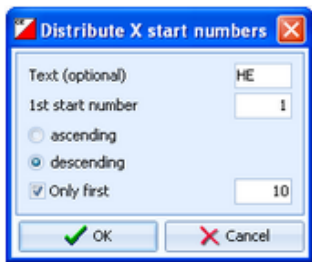 Distribute X start numbers
Text (optional) HE
1st start number 1
ascending
descending
Only first 10
OK Cancel